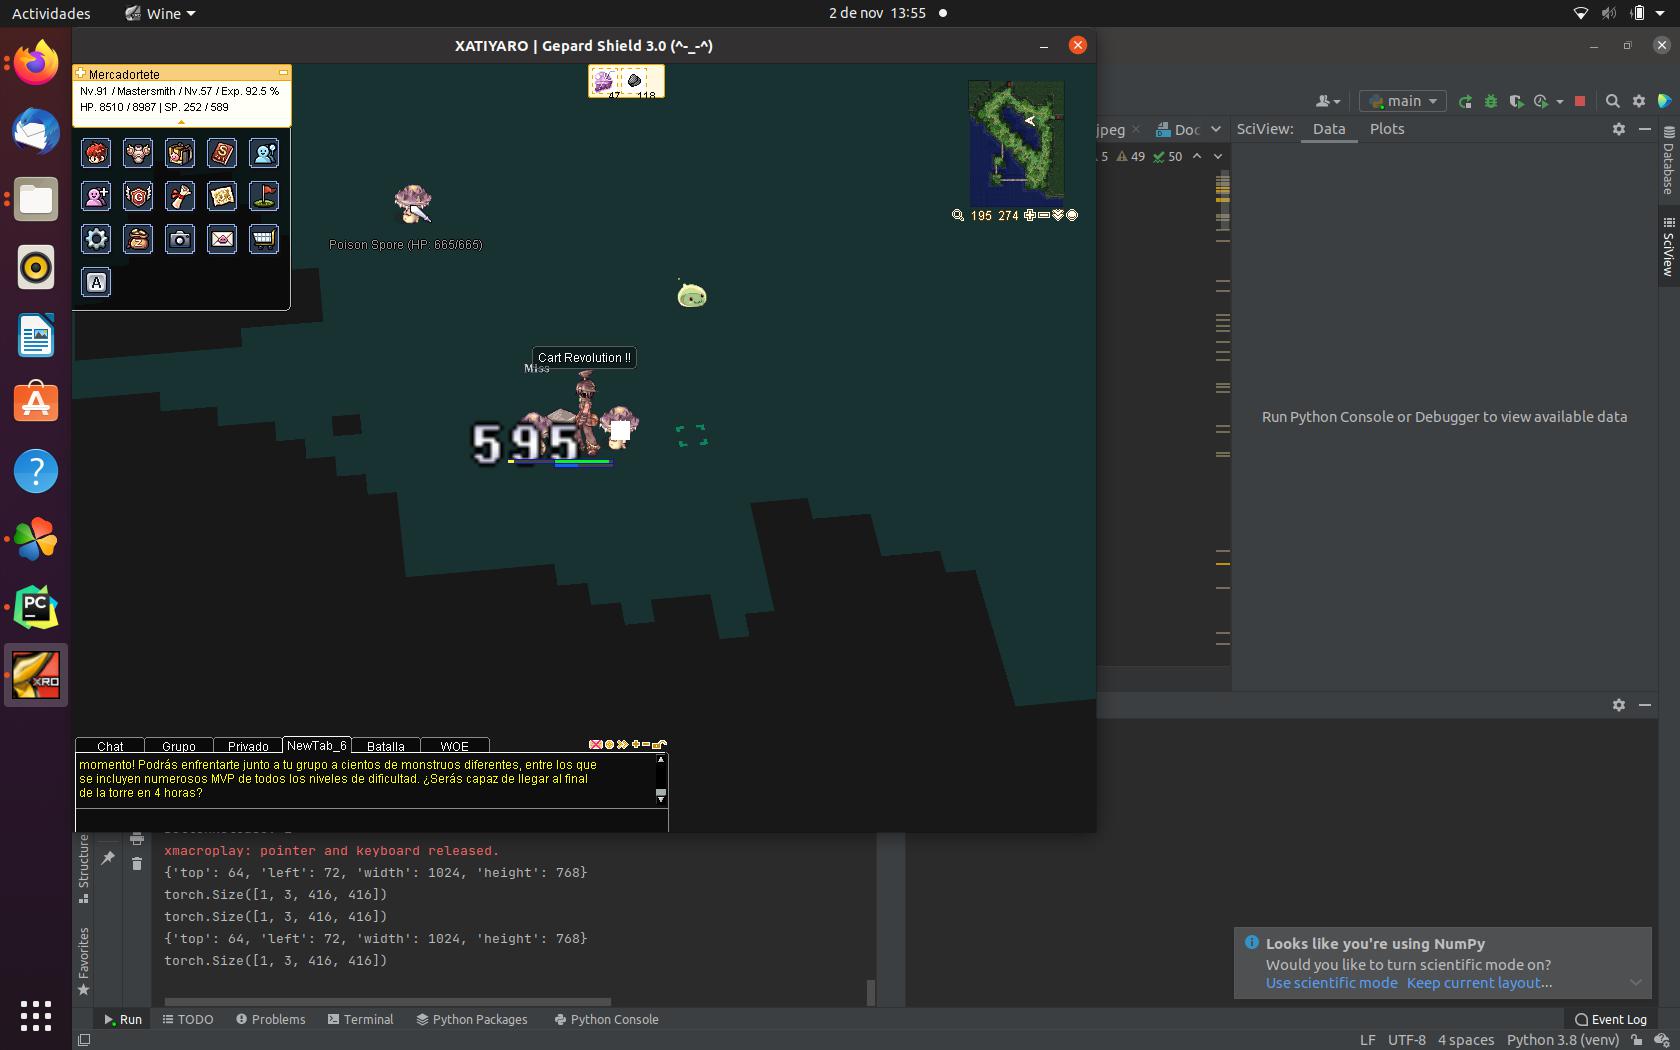 Actividades
Wine
2 de nov 13:55
XATIYARO | Gepard Shield 3.0 (^-_-^)
Mercadortete
Nv.91 / Mastersmith / Nv.57 / Exp. 92.5 %
HP. 8510 / 8987 | SP. 252 / 589
47
118
195 274
Poison Spore (HP: 665/665)
Cart Revolution !!
Miss
595
Chat
Grupo
Privado
NewTab_6
Batalla
WOE
momento! Podrás enfrentarte junto a tu grupo a cientos de monstruos diferentes, entre los que
se incluyen numerosos MVP de todos los niveles de dificultad. ¿Serás capaz de llegar al final
de la torre en 4 horas?
main
jpeg
Doc
SciView:
Data
Plots
5
49
50
Database
SciView
Run Python Console or Debugger to view available data
xmacroplay: pointer and keyboard released.
{'top': 64, 'left': 72, 'width': 1024, 'height': 768}
torch.Size([1, 3, 416, 416])
torch.Size([1, 3, 416, 416])
{'top': 64, 'left': 72, 'width': 1024, 'height': 768}
torch.Size([1, 3, 416, 416])
Structure
Favorites
Looks like you're using NumPy
Would you like to turn scientific mode on?
Use scientific mode Keep current layout...
Run
TODO
Problems
Terminal
Python Packages
Python Console
Event Log
LF
UTF-8
4 spaces
Python 3.8 (venv)
PC
XRO
A